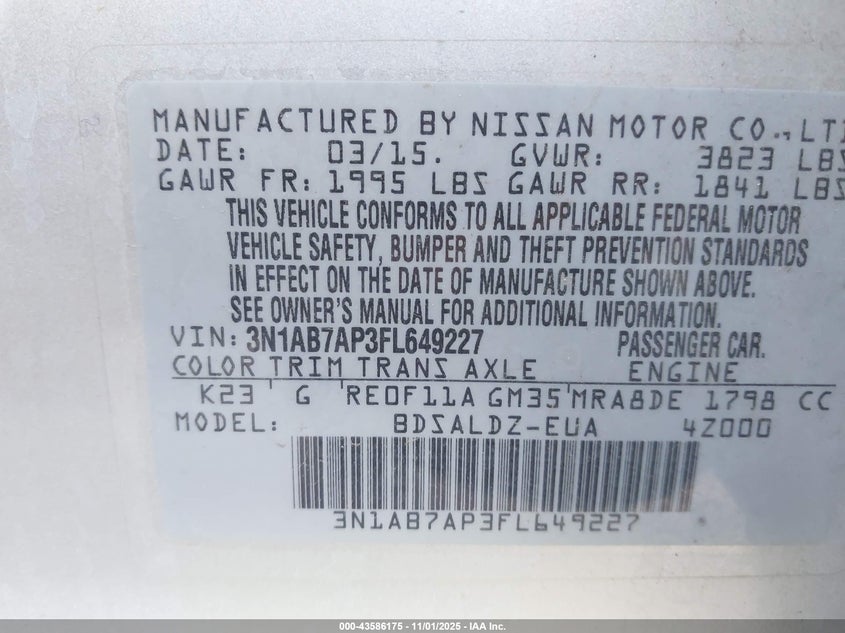 MANUFACTURED BY NISSAN MOTOR CO., LT
DATE: 03/15. GVWR: 3823 LBS
GAWR FR: 1995 LBS GAWR RR: 1841 LBS
THIS VEHICLE CONFORMS TO ALL APPLICABLE FEDERAL MOTOR
VEHICLE SAFETY, BUMPER AND THEFT PREVENTION STANDARDS
IN EFFECT ON THE DATE OF MANUFACTURE SHOWN ABOVE.
SEE OWNER'S MANUAL FOR ADDITIONAL INFORMATION.
VIN: 3N1AB7AP3FL649227 PASSENGER CAR.
COLOR TRIM TRANS AXLE ENGINE
K23 G RE0F11A GM35 MRA8DE 1798 CC
MODEL: BDSALDZ-EUA 4Z000
3N1AB7AP3FL649227
000-43586175 - 11/01/2025 - IAA Inc.